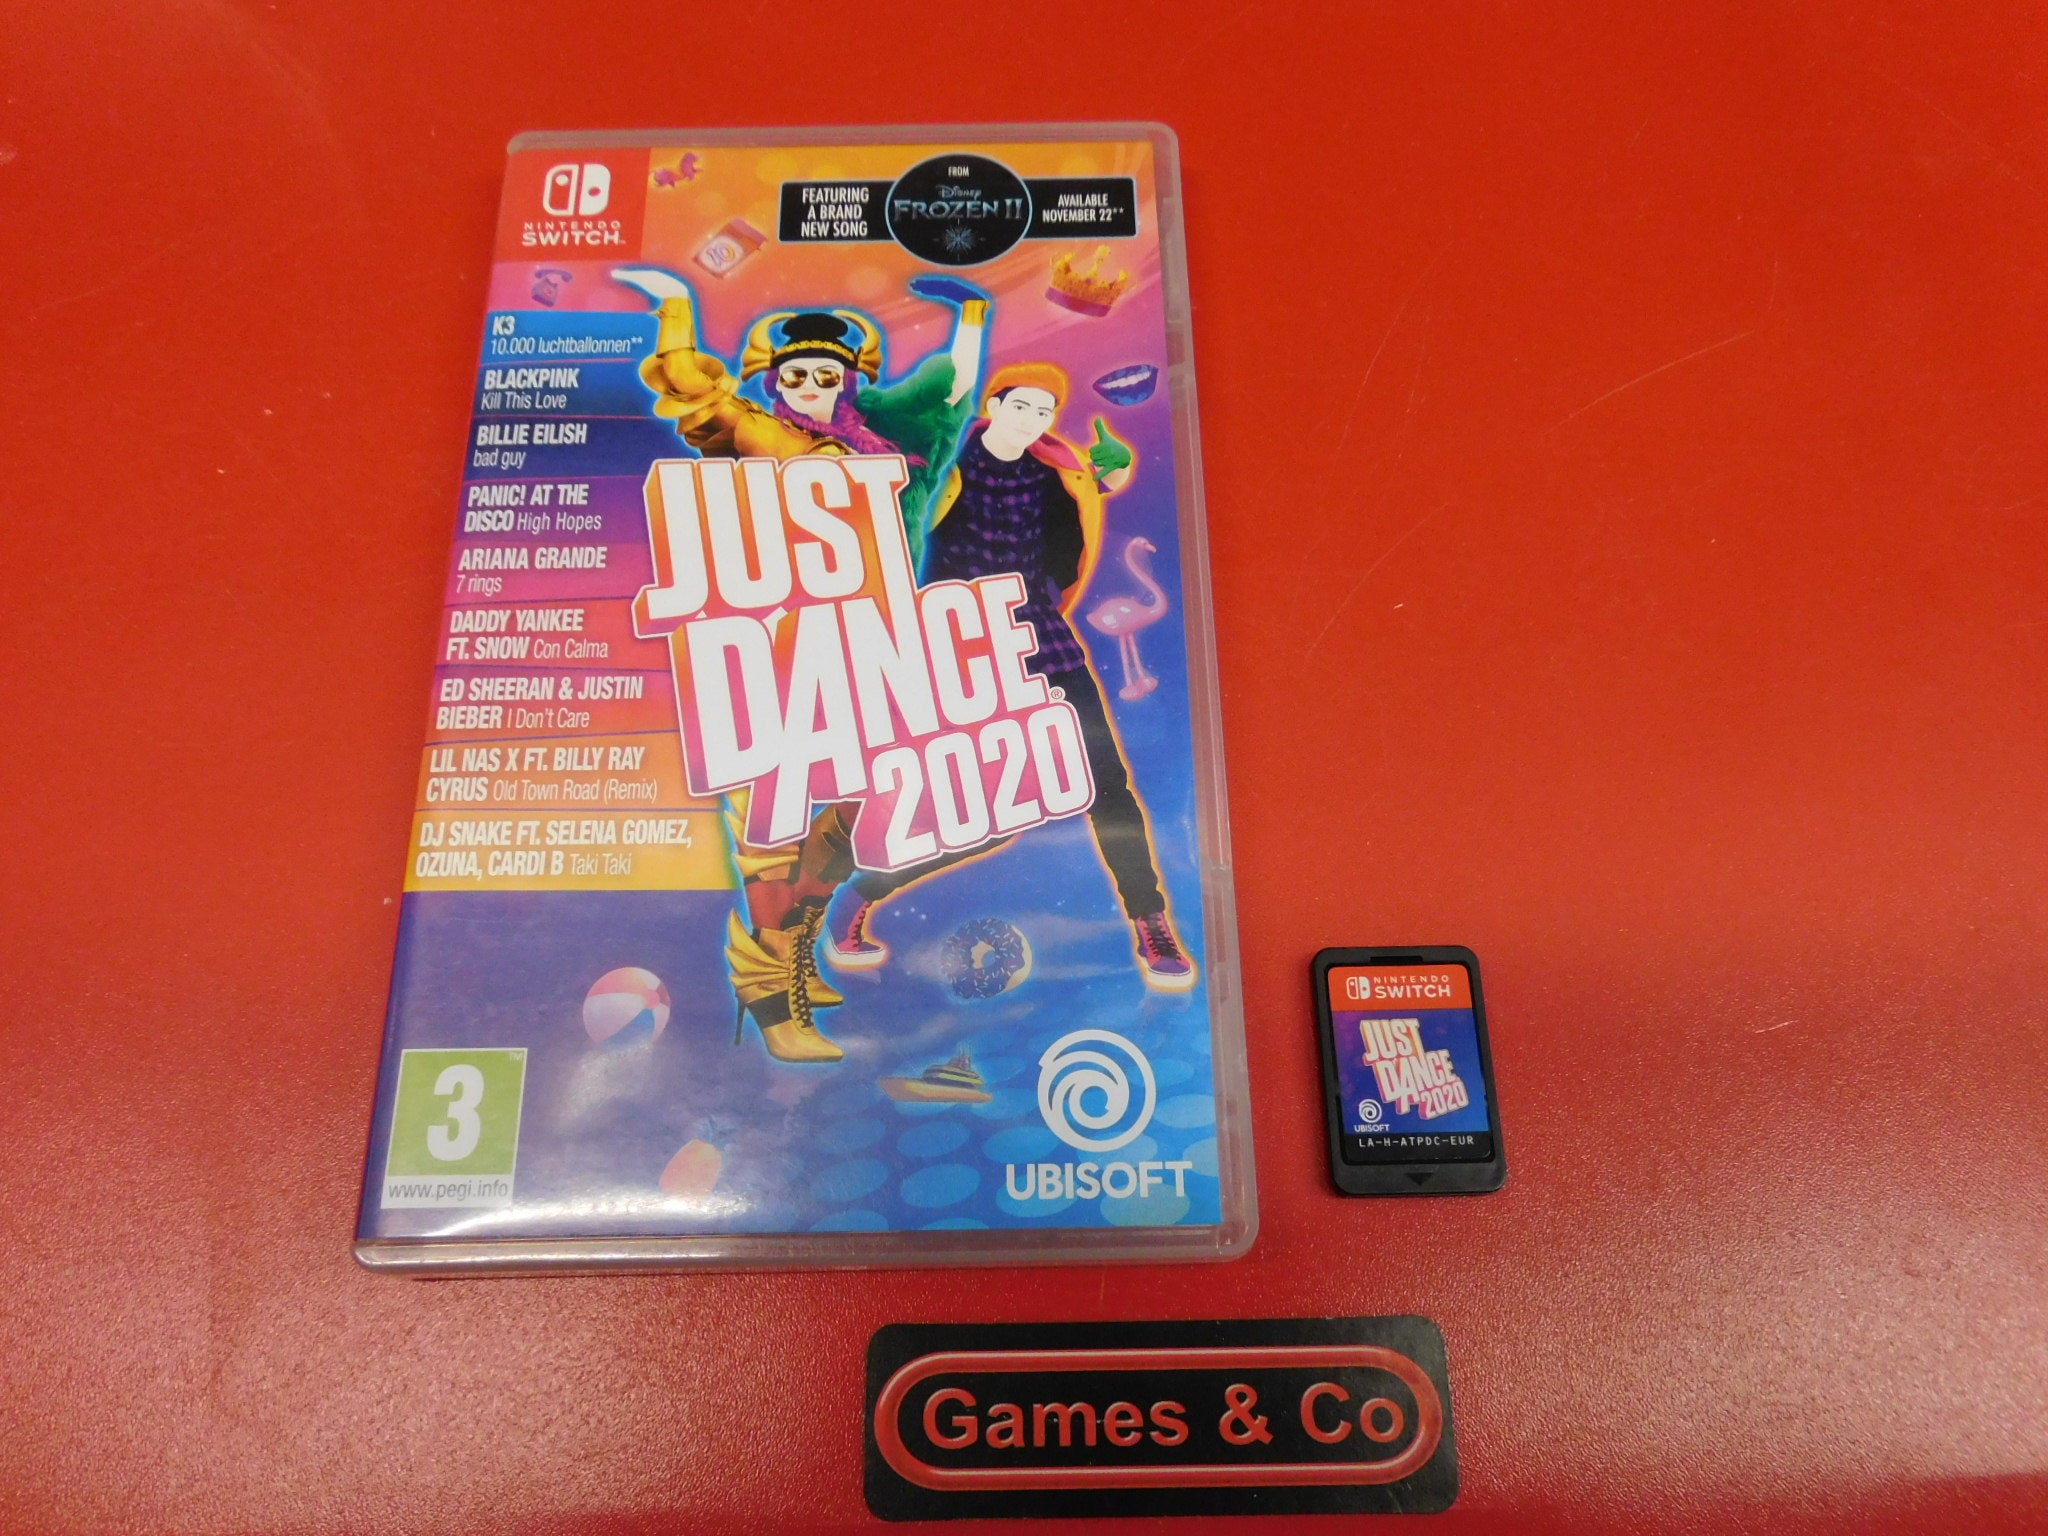 NINTENDO
SWITCH™
FEATURING
A BRAND
NEW SONG
FROM
Disney
FROZEN II
AVAILABLE
NOVEMBER 22**
K3
10.000 luchtballonnen**
BLACKPINK
Kill This Love
BILLIE EILISH
bad guy
PANIC! AT THE
DISCO High Hopes
ARIANA GRANDE
7 rings
DADDY YANKEE
FT. SNOW Con Calma
ED SHEERAN & JUSTIN
BIEBER I Don't Care
LIL NAS X FT. BILLY RAY
CYRUS Old Town Road (Remix)
DJ SNAKE FT. SELENA GOMEZ,
OZUNA, CARDI B Taki Taki
JUST
DANCE®
2020
3™
www.pegi.info
UBISOFT
NINTENDO
SWITCH
JUST
DANCE
2020
UBISOFT
LA-H-ATPDC-EUR
Games & Co